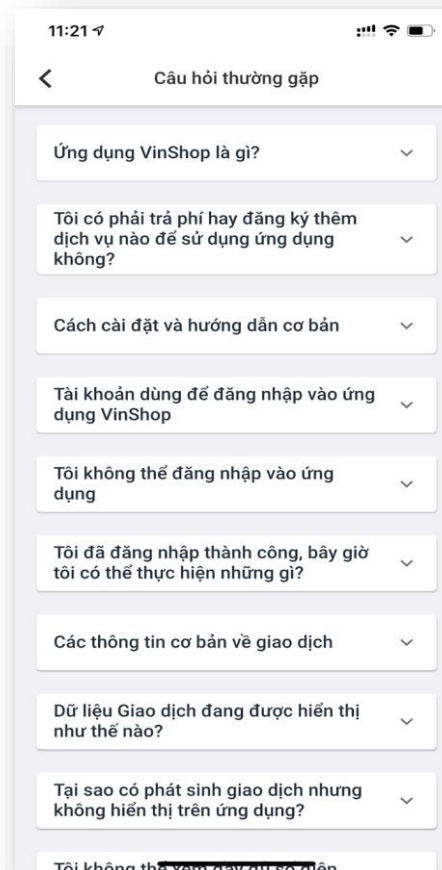 11:21
Câu hỏi thường gặp
Ứng dụng VinShop là gì?
Tôi có phải trả phí hay đăng ký thêm
dịch vụ nào để sử dụng ứng dụng
không?
Cách cài đặt và hướng dẫn cơ bản
Tài khoản dùng để đăng nhập vào ứng
dụng VinShop
Tôi không thể đăng nhập vào ứng
dụng
Tôi đã đăng nhập thành công, bây giờ
tôi có thể thực hiện những gì?
Các thông tin cơ bản về giao dịch
Dữ liệu Giao dịch đang được hiển thị
như thế nào?
Tại sao có phát sinh giao dịch nhưng
không hiển thị trên ứng dụng?
Tôi không thể